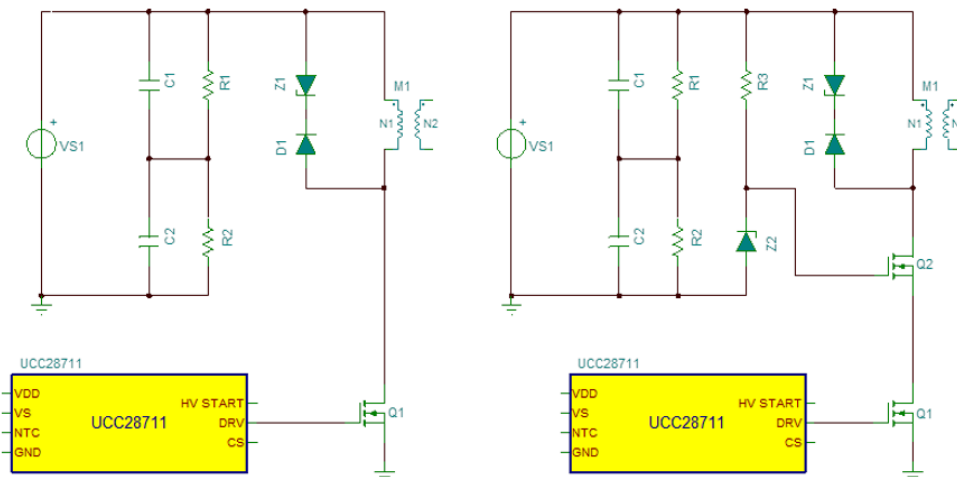 C1
R1
Z1
M1
N1
N2
+
VS1
D1
C2
R2
UCC28711
VDD
VS
NTC
GND
UCC28711
HV START
DRV
CS
Q1
C1
R1
R3
Z1
M1
N1
N
+
VS1
D1
C2
R2
Z2
Q2
UCC28711
VDD
VS
NTC
GND
UCC28711
HV START
DRV
CS
Q1